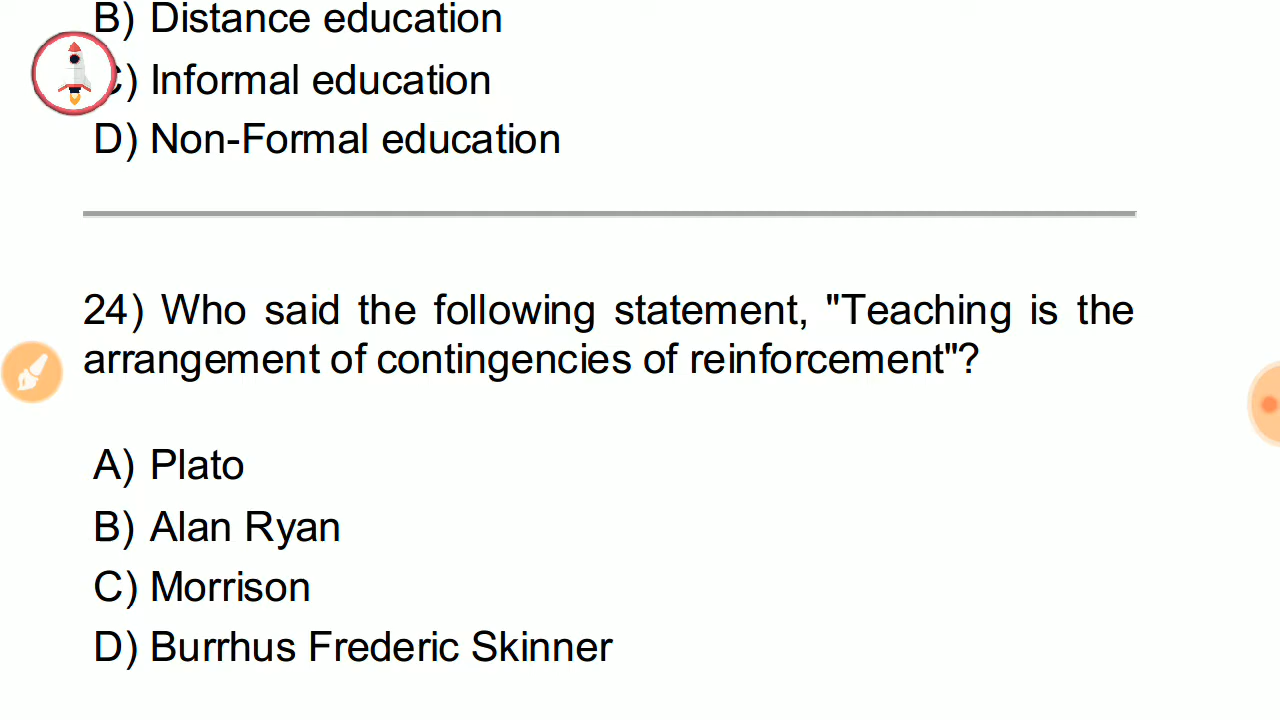 B) Distance education
C) Informal education
D) Non-Formal education
24) Who said the following statement, "Teaching is the
arrangement of contingencies of reinforcement"?
A) Plato
B) Alan Ryan
C) Morrison
D) Burrhus Frederic Skinner